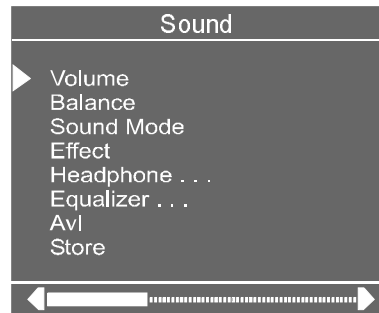 Sound
Volume
Balance
Sound Mode
Effect
Headphone . . .
Equalizer . . .
Avl
Store